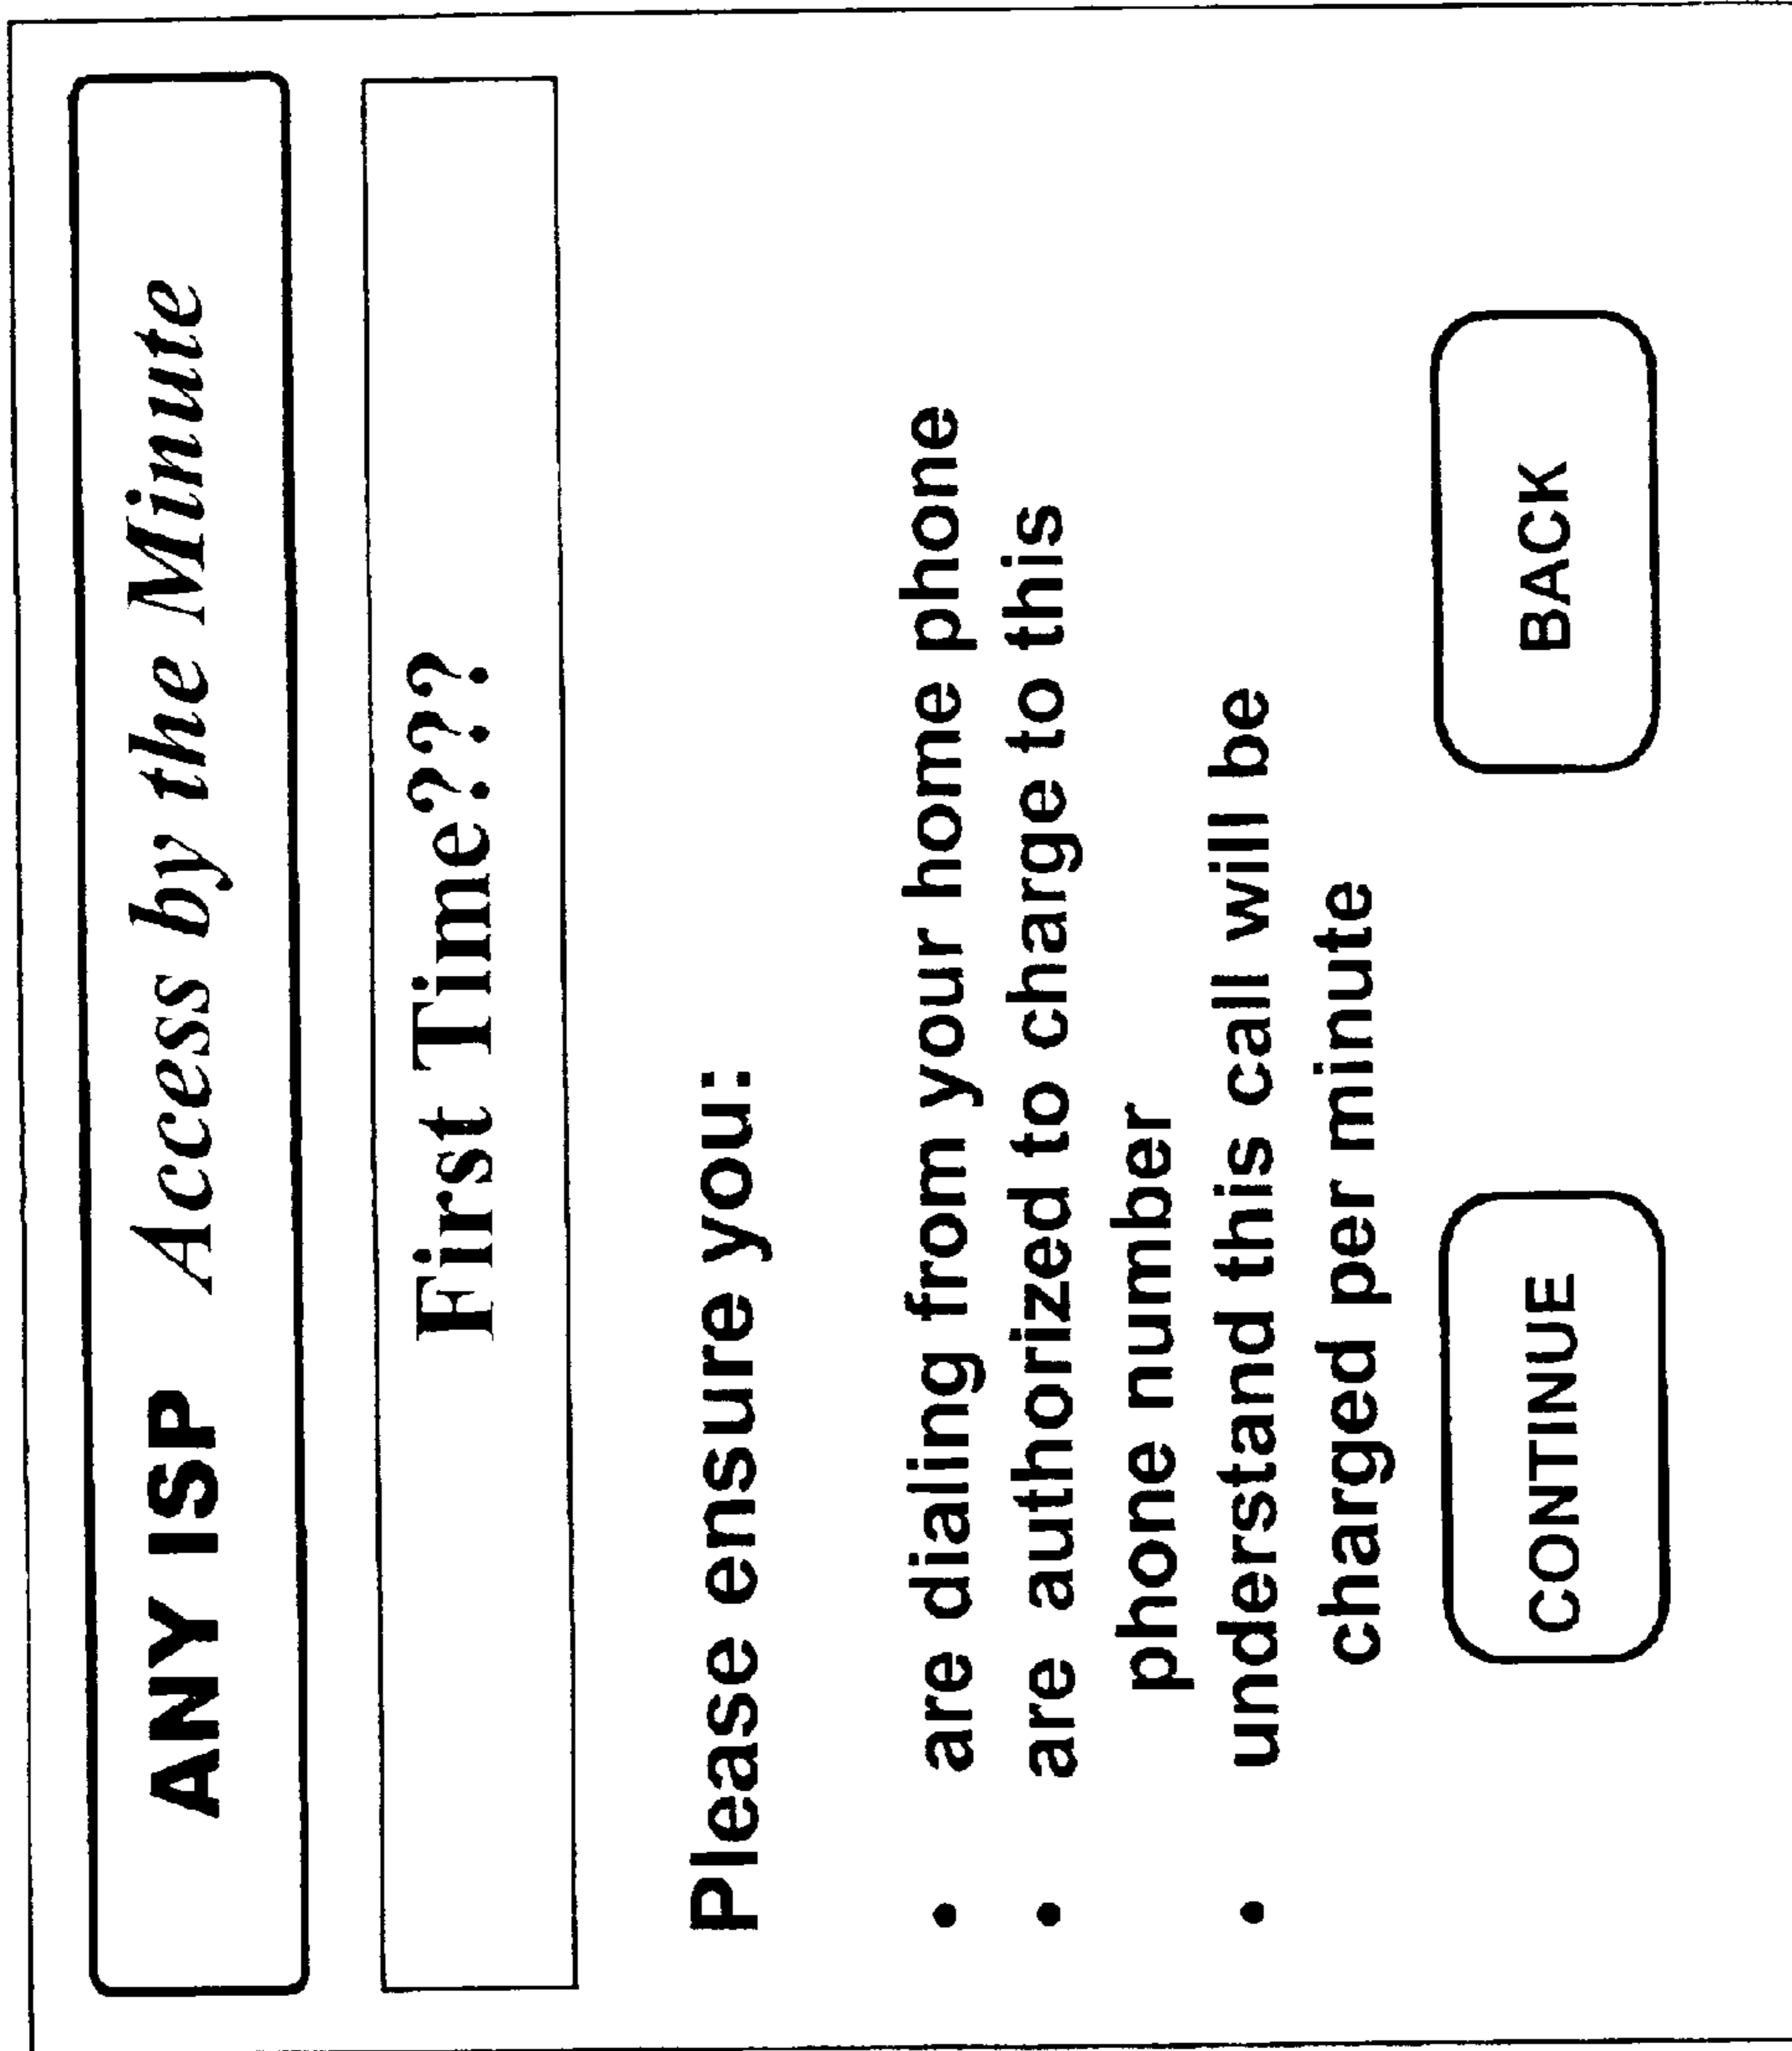 ANY ISP Access by the Minute
First Time????
Please ensure you:
• are dialing from your home phone
• are authorized to charge to this
phone number
• understand this call will be
charged per minute
CONTINUE BACK